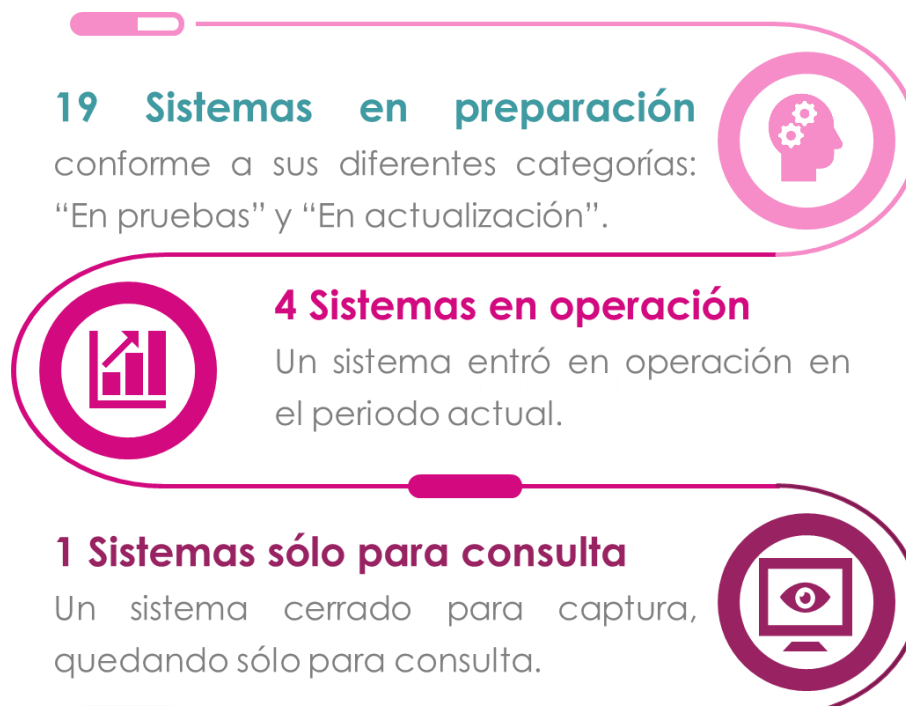 19 Sistemas en preparación
conforme a sus diferentes categorías:
“En pruebas” y “En actualización”.
4 Sistemas en operación
Un sistema entró en operación en
el periodo actual.
1 Sistemas sólo para consulta
Un sistema cerrado para captura,
quedando sólo para consulta.